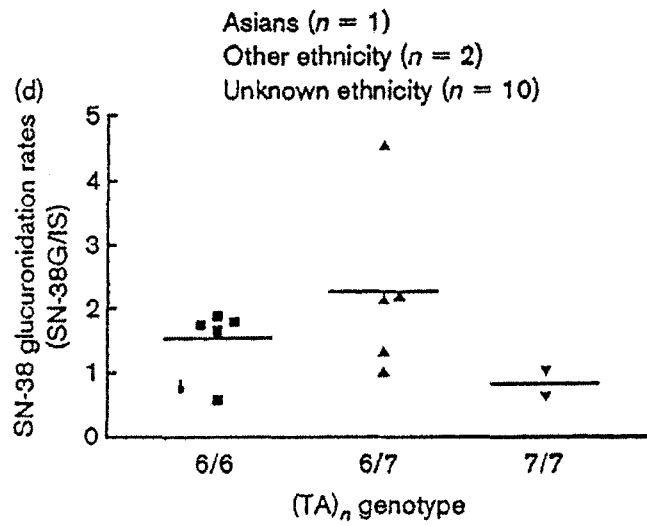 Asians (n = 1)
Other ethnicity (n = 2)
(d) Unknown ethnicity (n = 10)
SN-38 glucuronidation rates
(SN-38G/IS)
5
4
3
2
1
0
6/6 6/7 7/7
(TA)n genotype